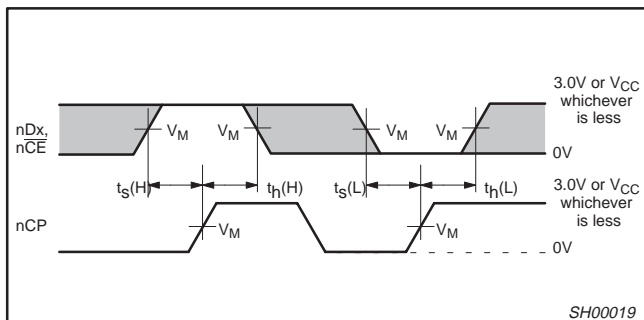 3.0V or VCC
whichever
is less
nDx,
nCE
VM VM VM VM
0V
ts(H) th(H) ts(L) th(L)
3.0V or VCC
whichever
is less
nCP
VM VM
0V
SH00019